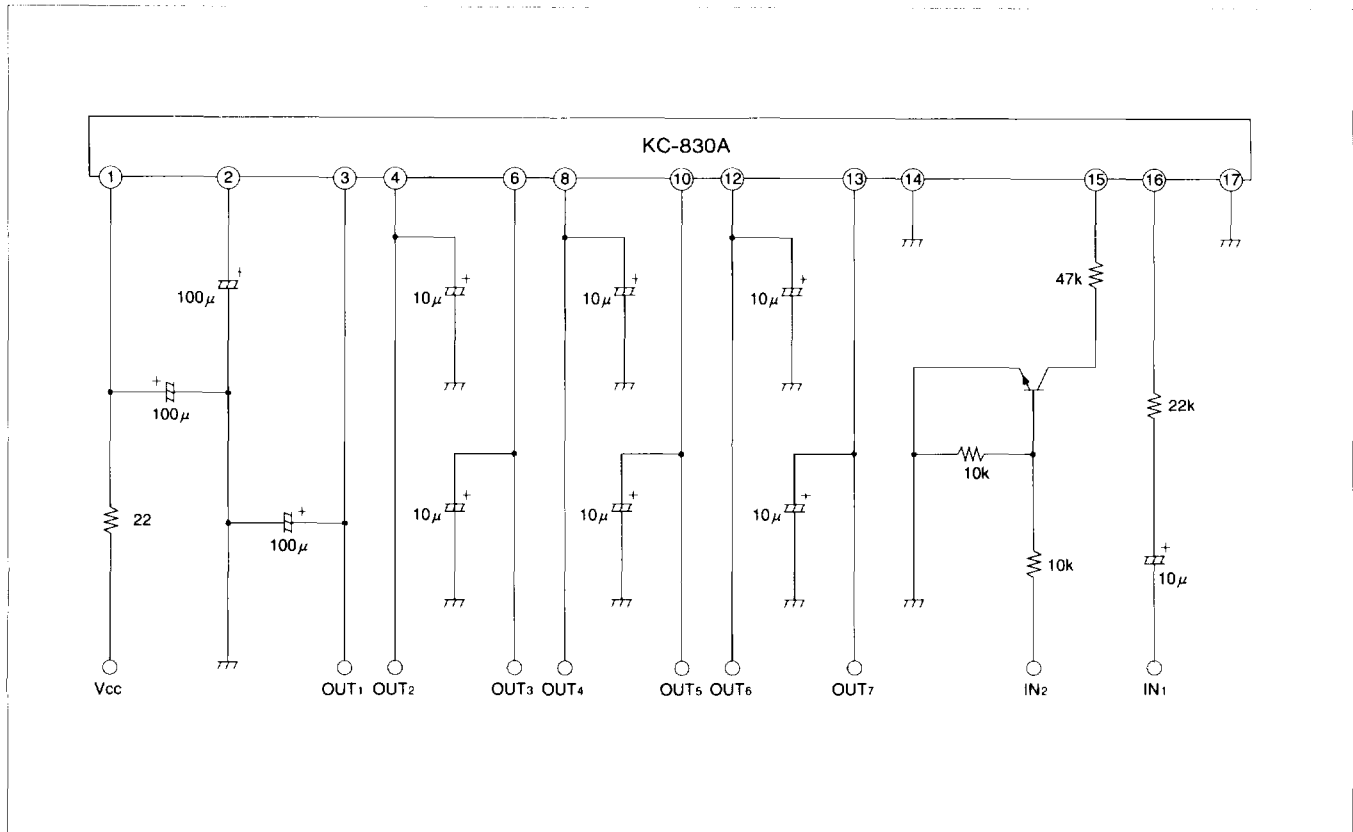 KC-830A
1 2 3 4 6 8 10 12 13 14 15 16 17
47k
100μ 10μ 10μ 10μ
+ + + +
+
100μ
22k
10k
+ + +
22 10μ 10μ 10μ
+
100μ
10k
+
10μ
Vcc OUT1 OUT2 OUT3 OUT4 OUT5 OUT6 OUT7 IN2 IN1